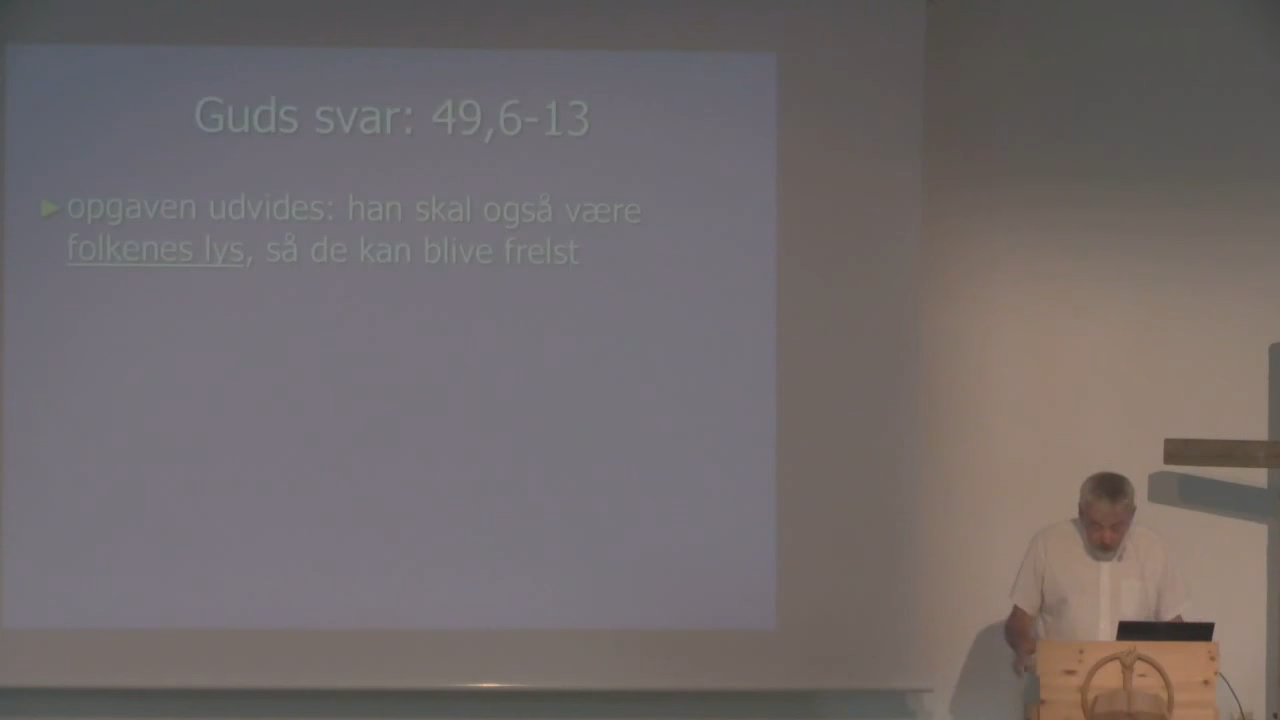 Guds svar: 49,6-13
opgaven udvides: han skal også være
folkenes lys, så de kan blive frelst